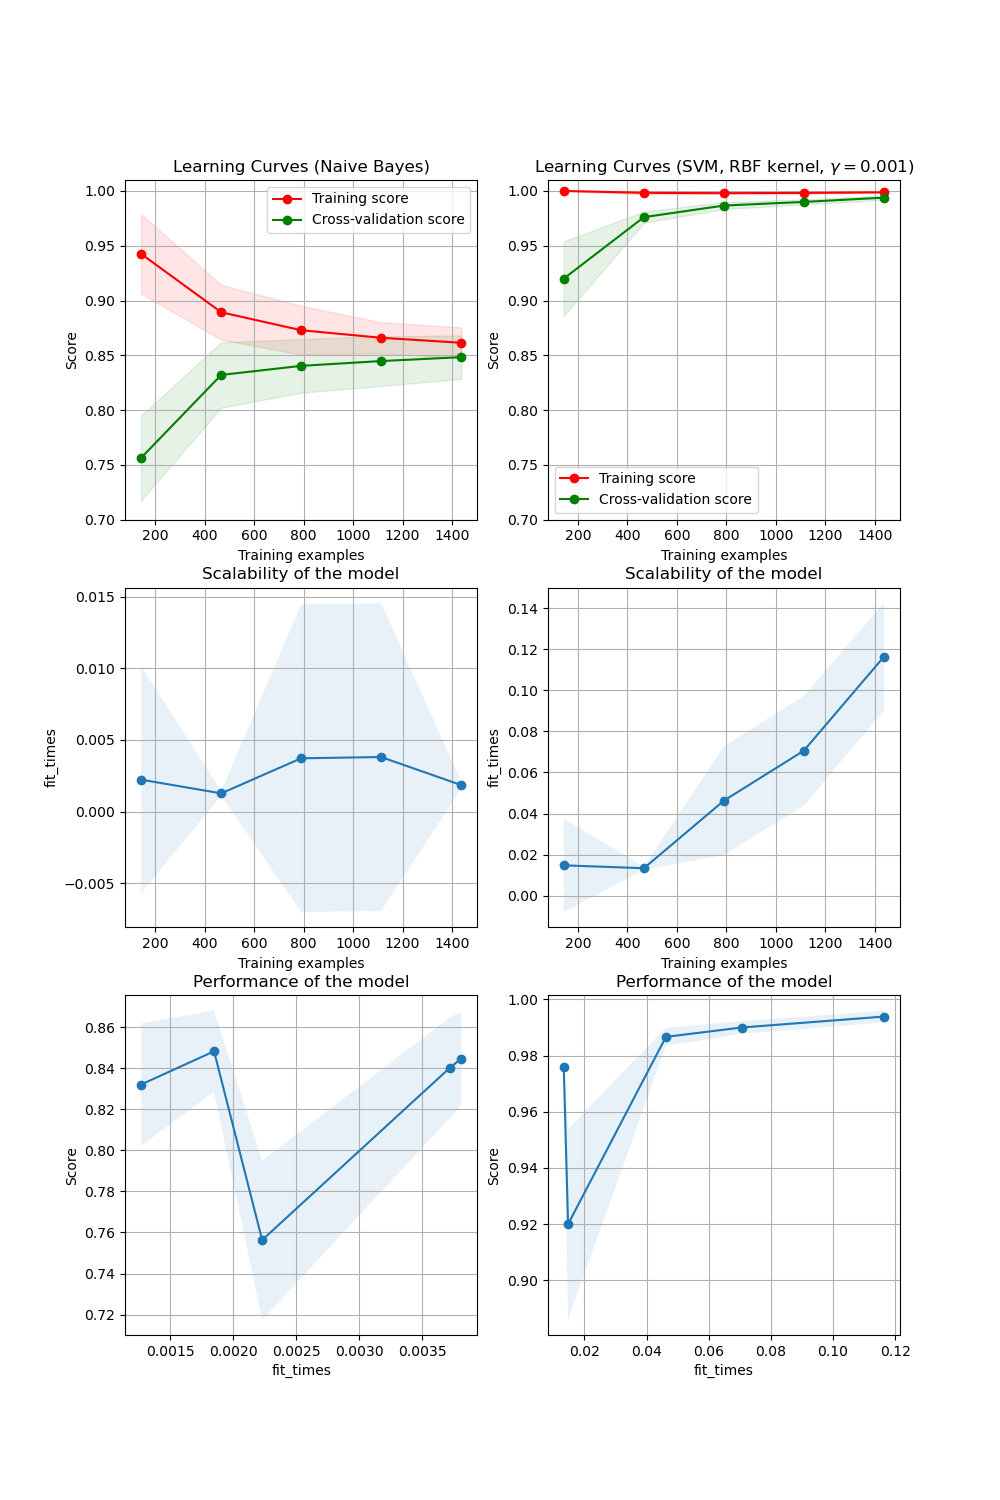 Learning Curves (Naive Bayes)
Learning Curves (SVM, RBF kernel, γ = 0.001)
1.00
0.95
0.90
0.85
0.80
0.75
0.70
Score
Training score
Cross-validation score
200 400 600 800 1000 1200 1400
Training examples
1.00
0.95
0.90
0.85
0.80
0.75
0.70
Score
Training score
Cross-validation score
200 400 600 800 1000 1200 1400
Training examples
Scalability of the model
0.015
0.010
0.005
0.000
−0.005
fit_times
200 400 600 800 1000 1200 1400
Training examples
Scalability of the model
0.14
0.12
0.10
0.08
0.06
0.04
0.02
0.00
fit_times
200 400 600 800 1000 1200 1400
Training examples
Performance of the model
0.86
0.84
0.82
0.80
0.78
0.76
0.74
0.72
Score
0.0015 0.0020 0.0025 0.0030 0.0035
fit_times
Performance of the model
1.00
0.98
0.96
0.94
0.92
0.90
Score
0.02 0.04 0.06 0.08 0.10 0.12
fit_times